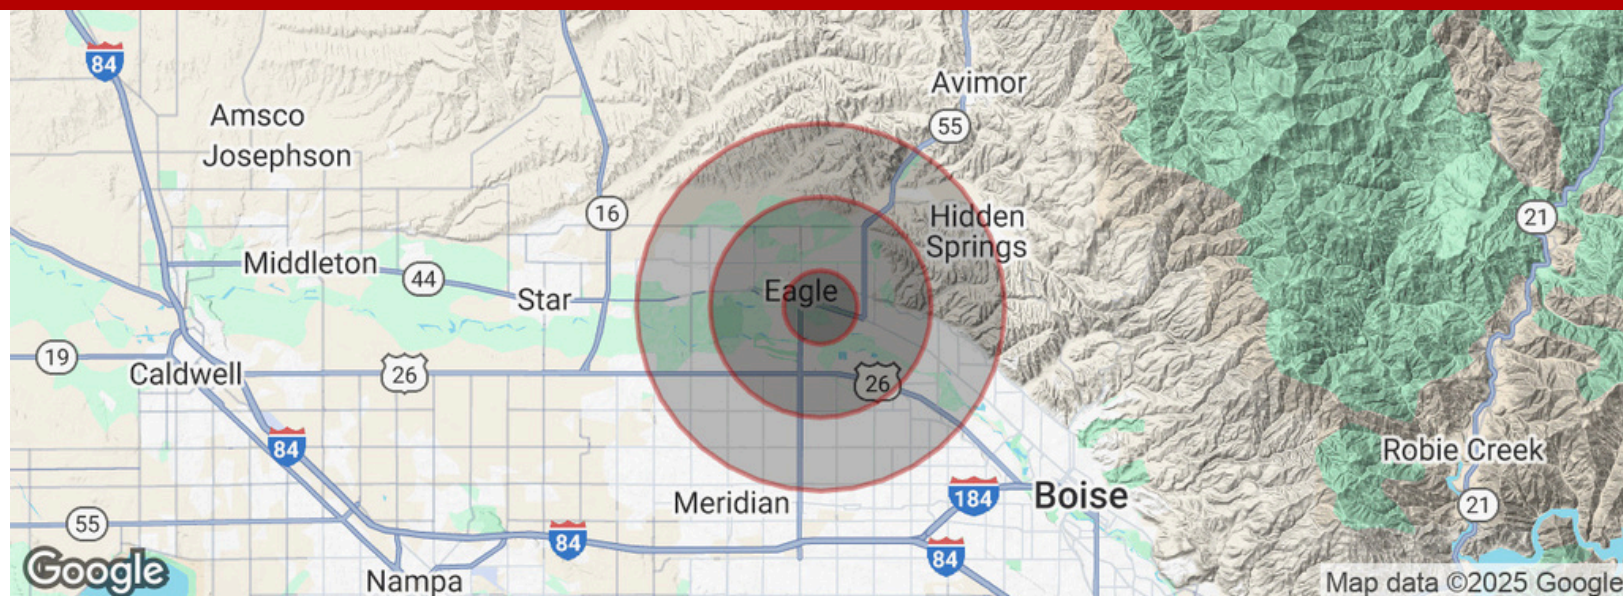 84
Avimor
Amsco
55
Josephson
16
Hidden
Springs
21
Middleton
44
Eagle
Star
19
Caldwell
26
26
84
Robie Creek
Meridian
184
Boise
21
55
84
84
Google
Nampa
Map data ©2025 Google